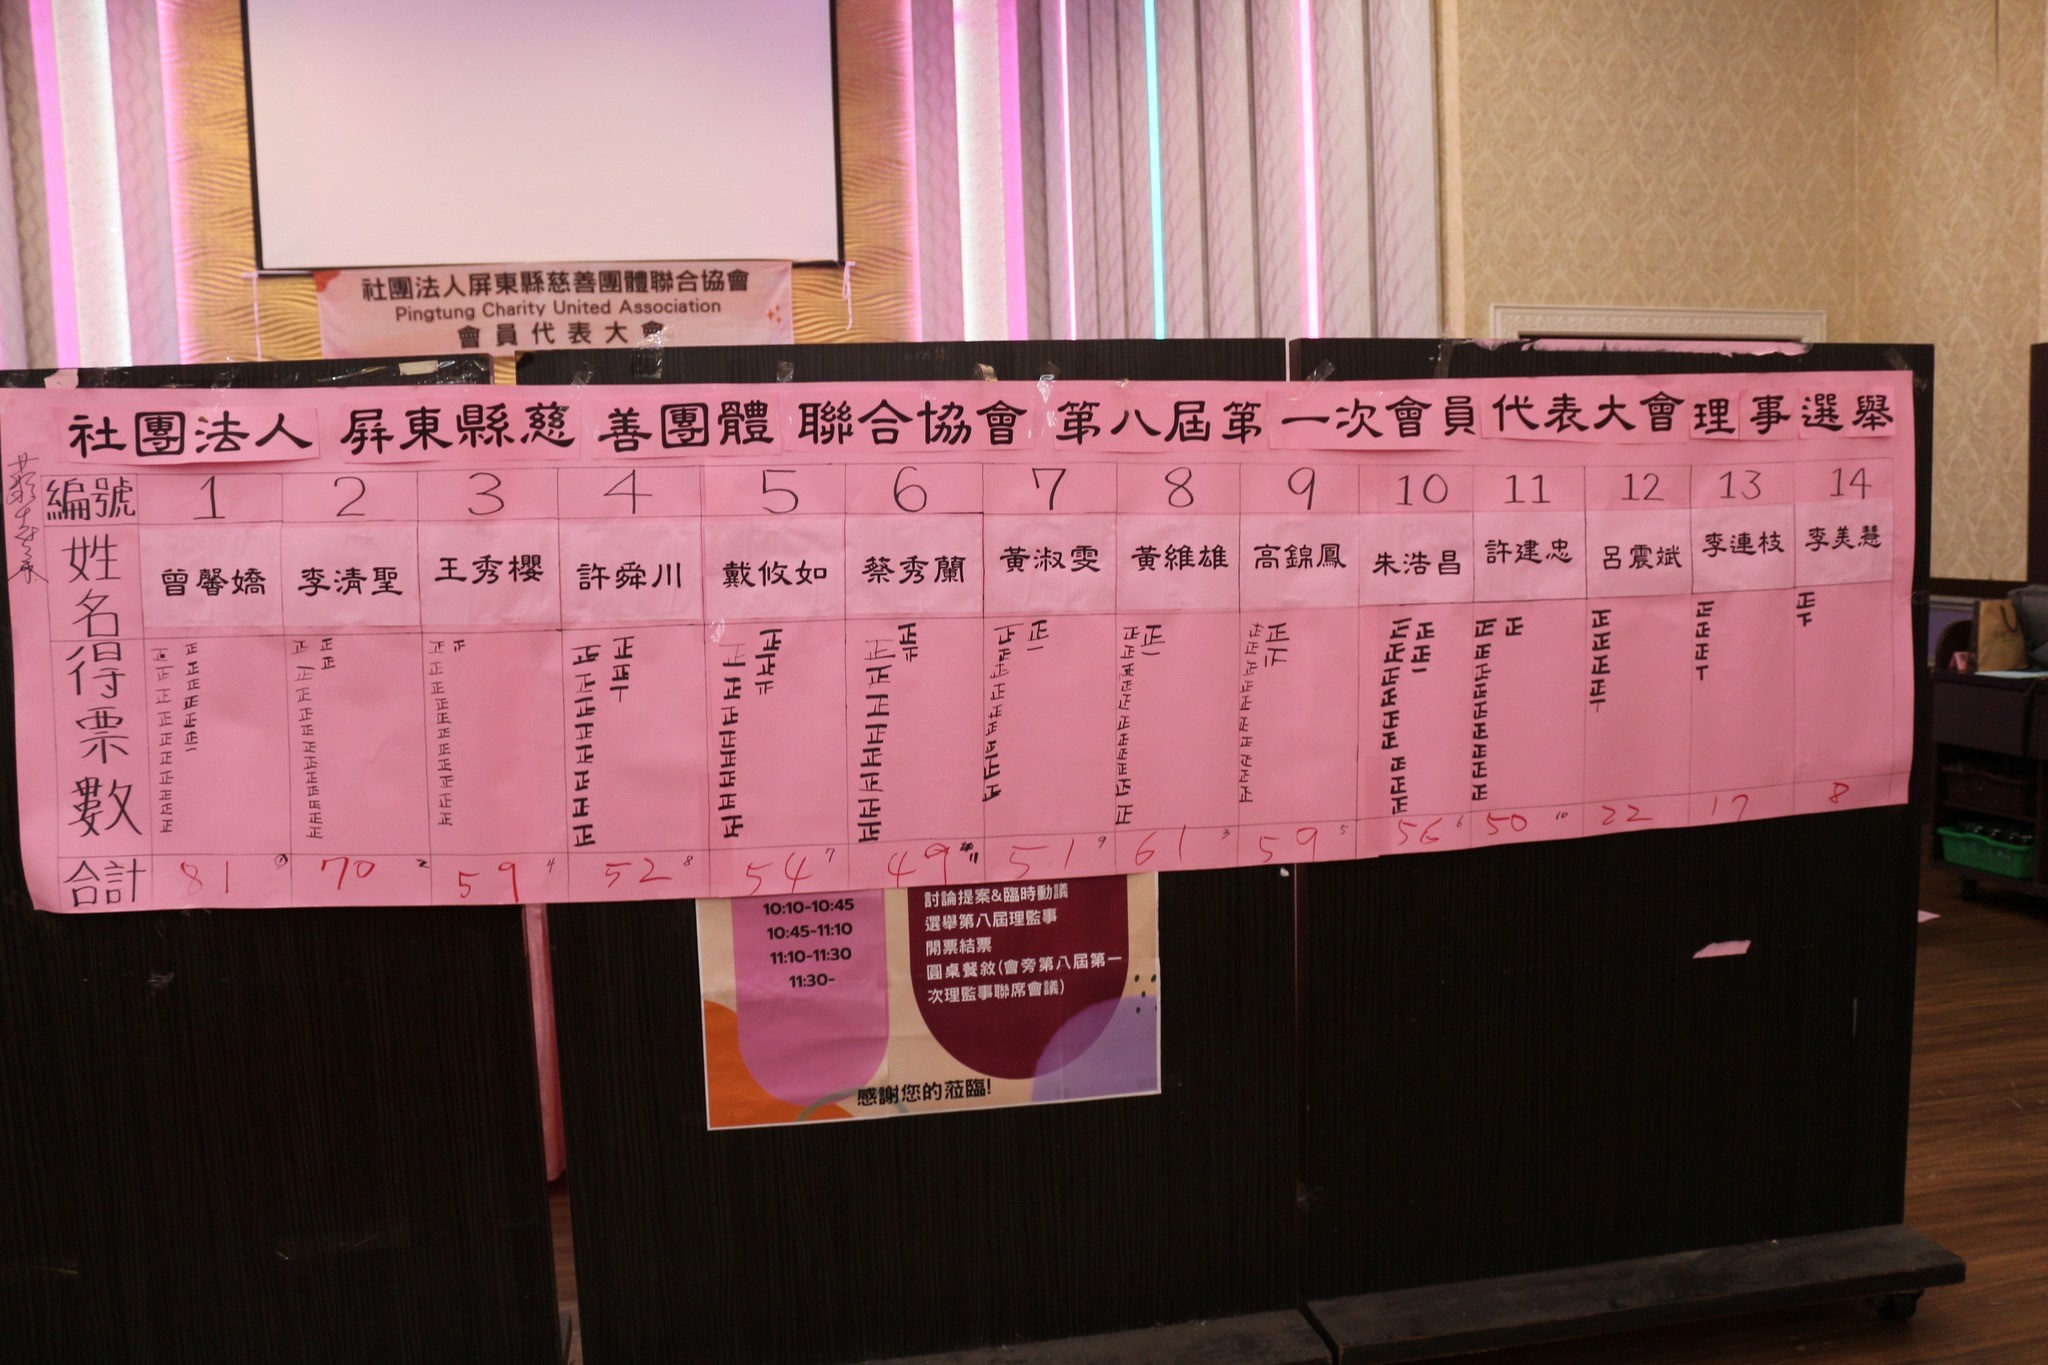 社團法人屏東縣慈善團體聯合協會
Pingtung Charity United Association
會員代表大會
社團法人屏東縣慈善團體聯合協會第八屆第一次會員代表大會理事選舉
編號 1 2 3 4 5 6 7 8 9 10 11 12 13 14
姓名 曾馨嬌 李清聖 王秀櫻 許舜川 戴攸如 蔡秀蘭 黃淑雯 黃維雄 高錦鳳 朱浩昌 許建忠 呂震斌 李連枝 李美慧
得票數
合計 81 70 59 52 54 49 51 61 59 56 50 22 17 8
2 4 8 7 11 9 3 5 6 10
討論提案&臨時動議
10:10-10:45 選舉第八屆理監事
10:45-11:10 開票結票
11:10-11:30 圓桌餐敘(會旁第八屆第一
11:30- 次理監事聯席會議)
感謝您的蒞臨!